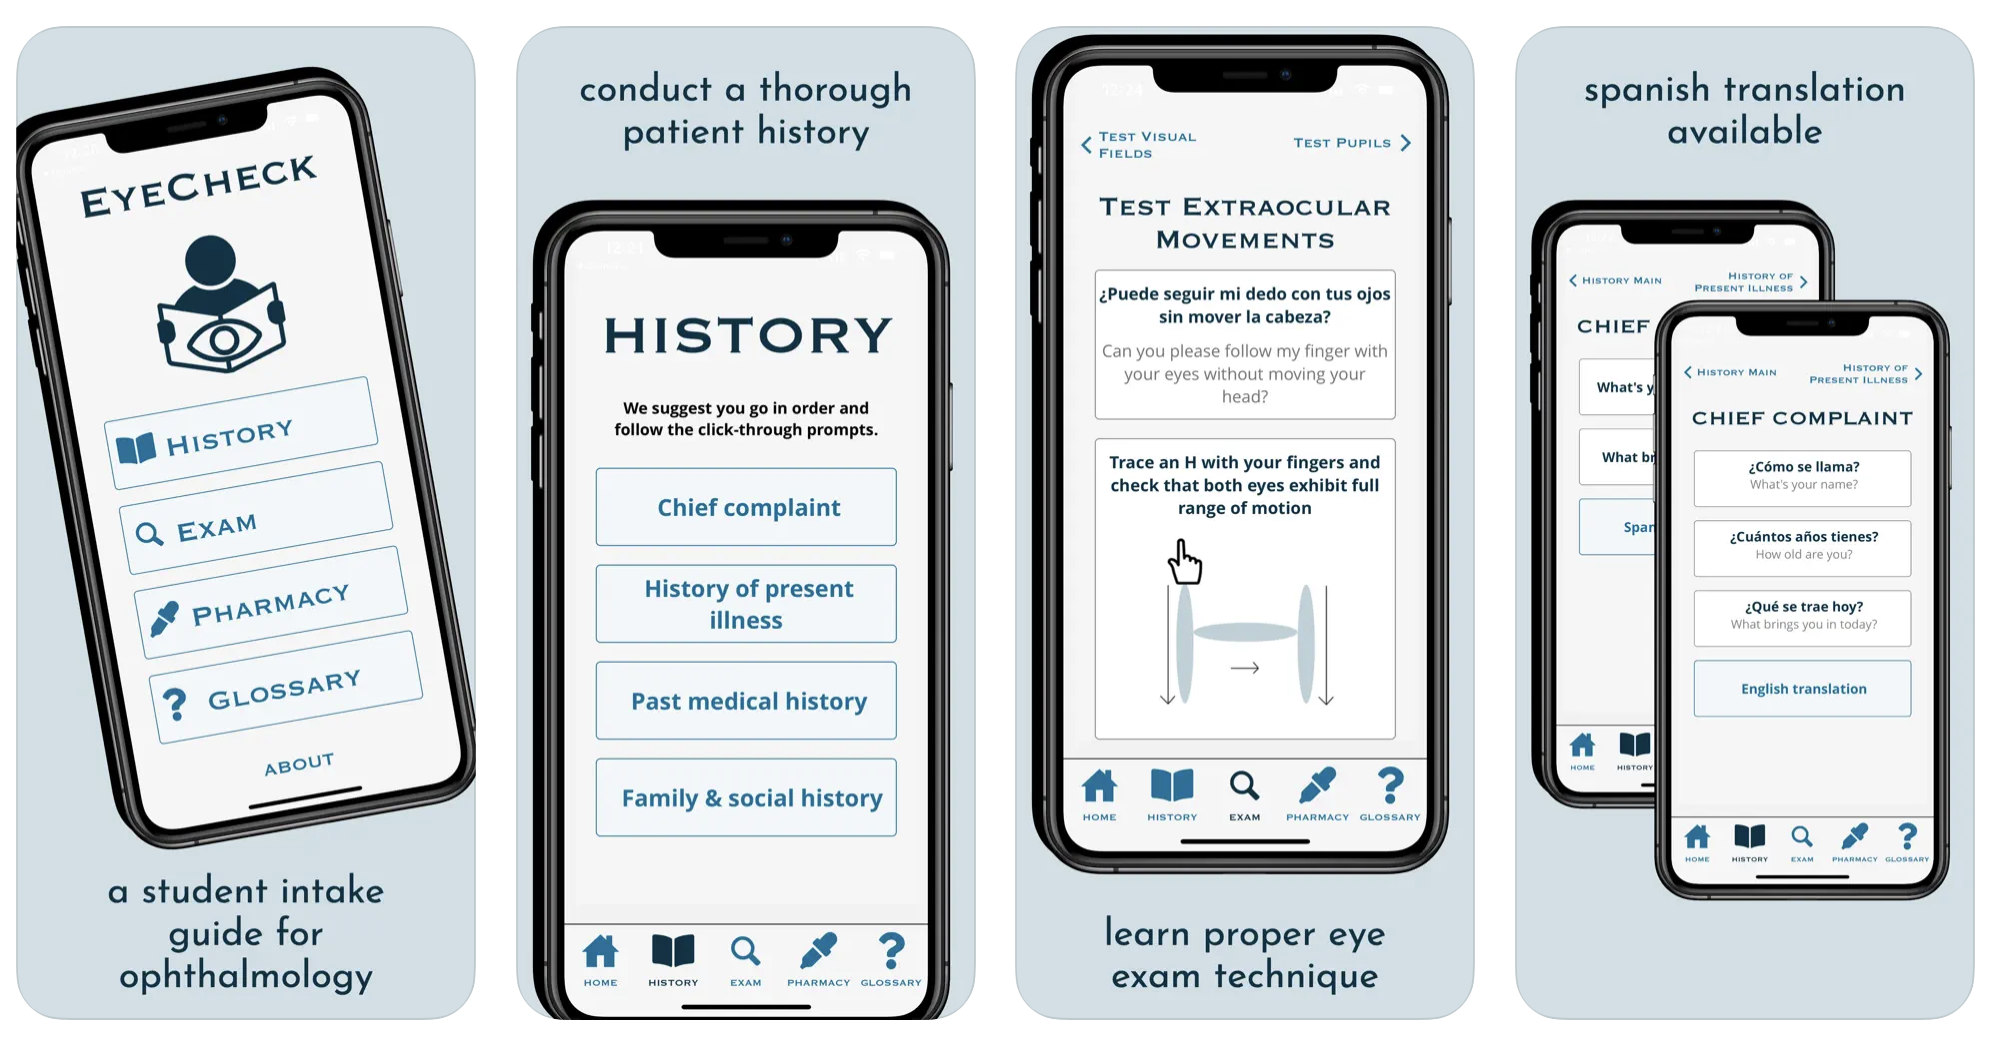 EYECHECK
HISTORY
EXAM
PHARMACY
GLOSSARY
ABOUT
a student intake
guide for
ophthalmology
conduct a thorough
patient history
12:21
HISTORY
We suggest you go in order and
follow the click-through prompts.
Chief complaint
History of present
illness
Past medical history
Family & social history
HOME HISTORY EXAM PHARMACY GLOSSARY
12:24
TEST VISUAL
FIELDS
TEST PUPILS
TEST EXTRAOCULAR
MOVEMENTS
¿Puede seguir mi dedo con tus ojos
sin mover la cabeza?
Can you please follow my finger with
your eyes without moving your
head?
Trace an H with your fingers and
check that both eyes exhibit full
range of motion
HOME HISTORY EXAM PHARMACY GLOSSARY
learn proper eye
exam technique
spanish translation
available
HISTORY MAIN
HISTORY OF
PRESENT ILLNESS
CHIEF
What's y
What br
Span
HOME HISTORY
HISTORY MAIN
HISTORY OF
PRESENT ILLNESS
CHIEF COMPLAINT
¿Cómo se llama?
What's your name?
¿Cuántos años tienes?
How old are you?
¿Qué se trae hoy?
What brings you in today?
English translation
HOME HISTORY EXAM PHARMACY GLOSSARY